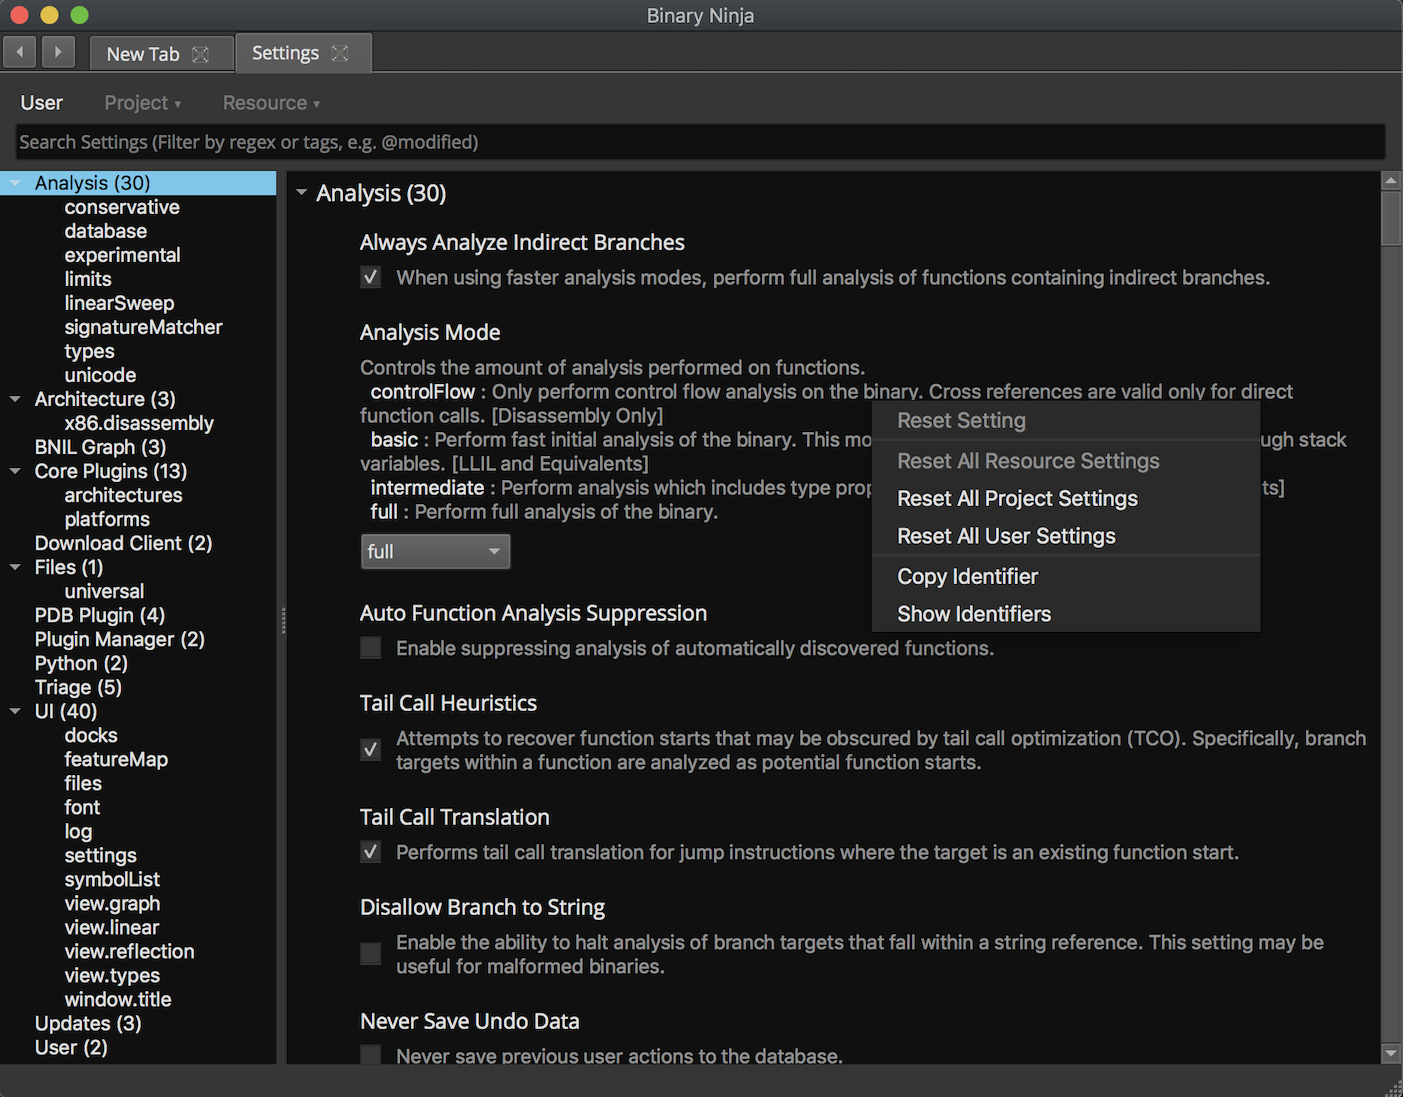 Binary Ninja
New Tab
Settings
User
Project
Resource
Search Settings (Filter by regex or tags, e.g. @modified)
Analysis (30)
conservative
database
experimental
limits
linearSweep
signatureMatcher
types
unicode
Architecture (3)
x86.disassembly
BNIL Graph (3)
Core Plugins (13)
architectures
platforms
Download Client (2)
Files (1)
universal
PDB Plugin (4)
Plugin Manager (2)
Python (2)
Triage (5)
UI (40)
docks
featureMap
files
font
log
settings
symbolList
view.graph
view.linear
view.reflection
view.types
window.title
Updates (3)
User (2)
Analysis (30)
Always Analyze Indirect Branches
When using faster analysis modes, perform full analysis of functions containing indirect branches.
Analysis Mode
Controls the amount of analysis performed on functions.
controlFlow : Only perform control flow analysis on the binary. Cross references are valid only for direct
function calls. [Disassembly Only]
basic : Perform fast initial analysis of the binary. This mo ugh stack
variables. [LLIL and Equivalents]
intermediate : Perform analysis which includes type prop ts]
full : Perform full analysis of the binary.
full
Reset Setting
Reset All Resource Settings
Reset All Project Settings
Reset All User Settings
Copy Identifier
Show Identifiers
Auto Function Analysis Suppression
Enable suppressing analysis of automatically discovered functions.
Tail Call Heuristics
Attempts to recover function starts that may be obscured by tail call optimization (TCO). Specifically, branch
targets within a function are analyzed as potential function starts.
Tail Call Translation
Performs tail call translation for jump instructions where the target is an existing function start.
Disallow Branch to String
Enable the ability to halt analysis of branch targets that fall within a string reference. This setting may be
useful for malformed binaries.
Never Save Undo Data
Never save previous user actions to the database.